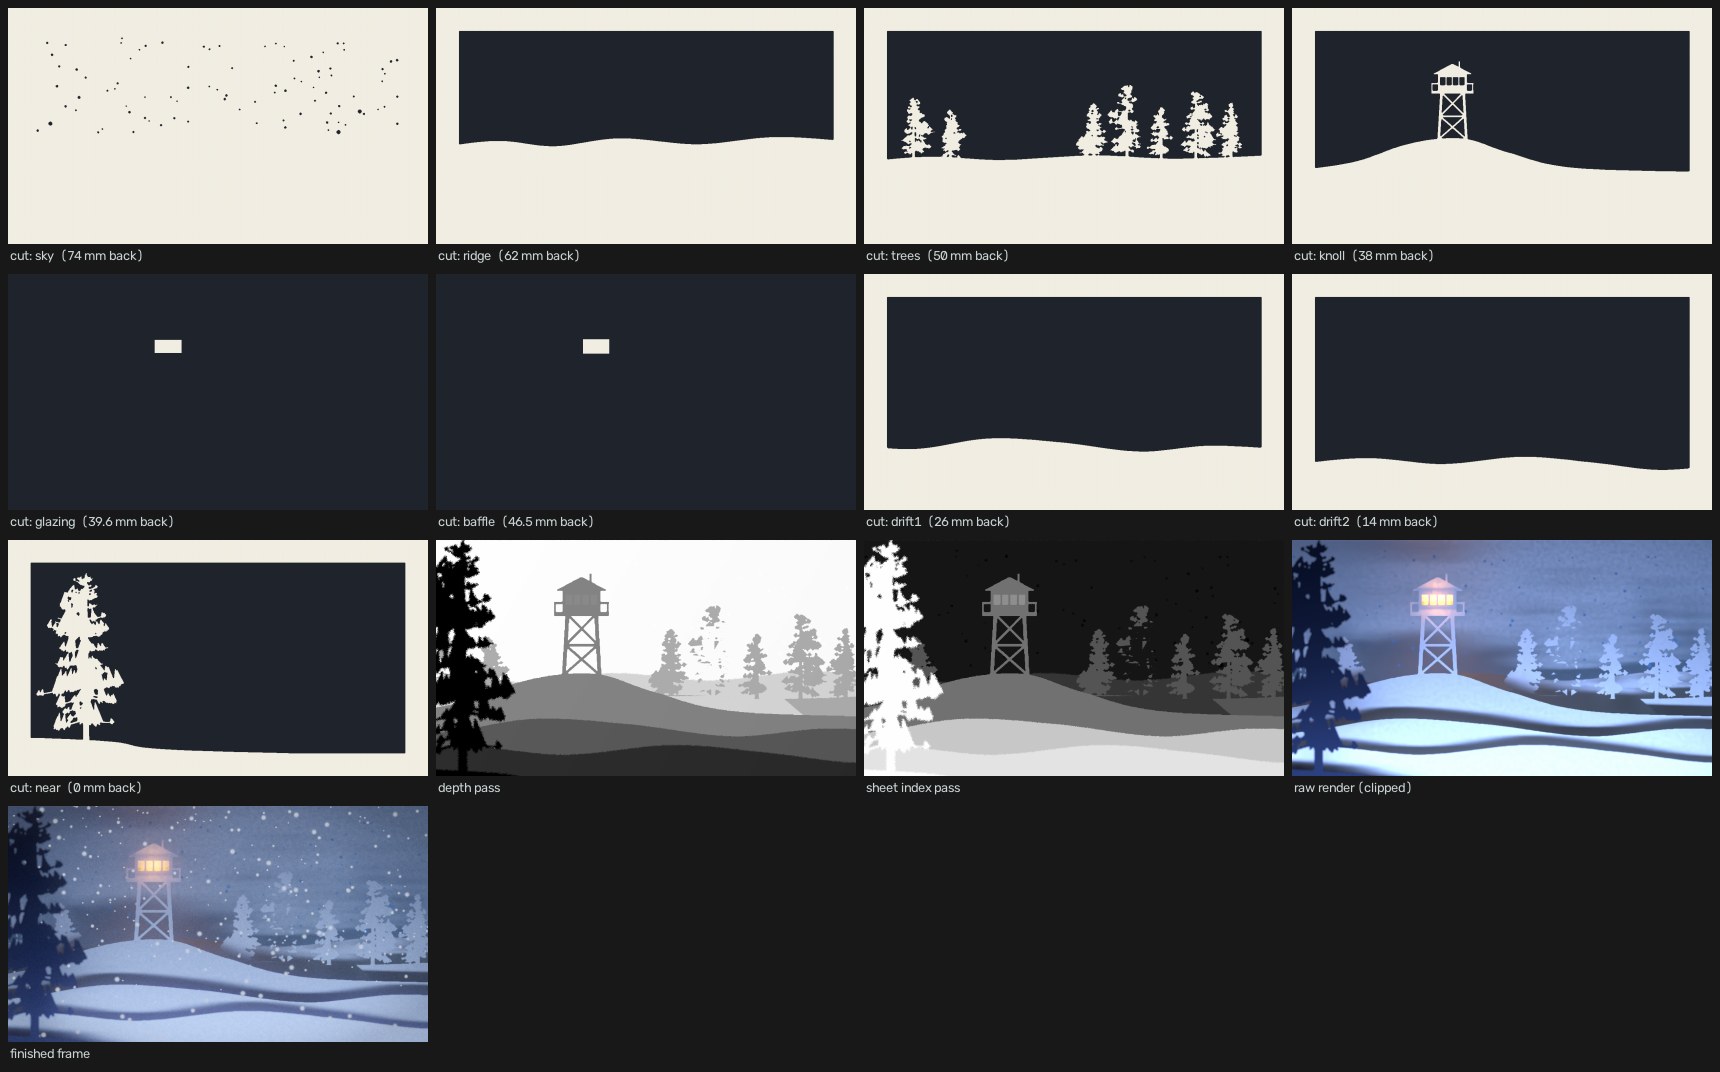 cut: sky (74 mm back)
cut: ridge (62 mm back)
cut: trees (50 mm back)
cut: knoll (38 mm back)
cut: glazing (39.6 mm back)
cut: baffle (46.5 mm back)
cut: drift1 (26 mm back)
cut: drift2 (14 mm back)
cut: near (0 mm back)
depth pass
sheet index pass
raw render (clipped)
finished frame